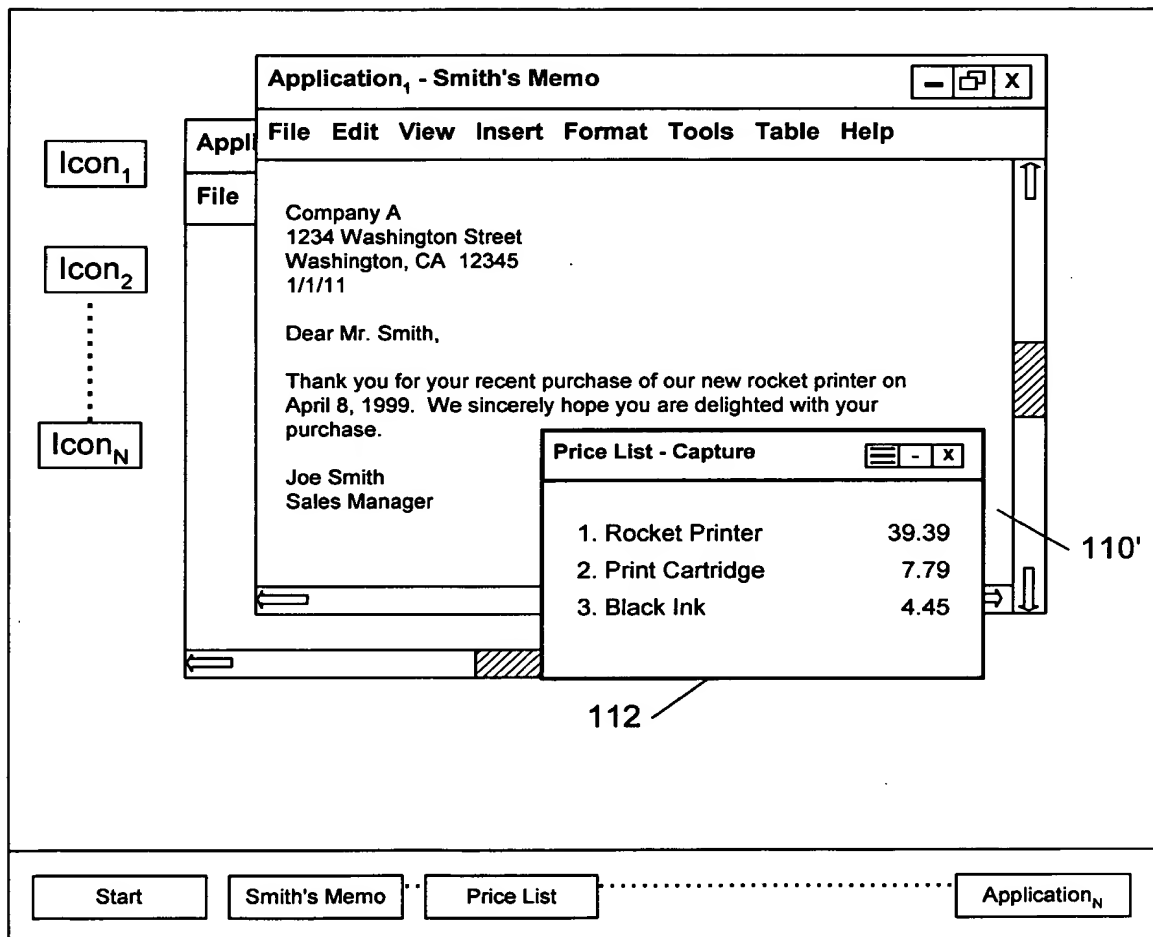 Application₁ - Smith's Memo
X
File Edit View Insert Format Tools Table Help
Appli
File
Icon₁
Icon₂
Icon_N
Company A
1234 Washington Street
Washington, CA 12345
1/1/11
Dear Mr. Smith,
Thank you for your recent purchase of our new rocket printer on
April 8, 1999. We sincerely hope you are delighted with your
purchase.
Joe Smith
Sales Manager
Price List - Capture
- X
1. Rocket Printer 39.39
2. Print Cartridge 7.79
3. Black Ink 4.45
110'
112
Start
Smith's Memo
Price List
Application_N